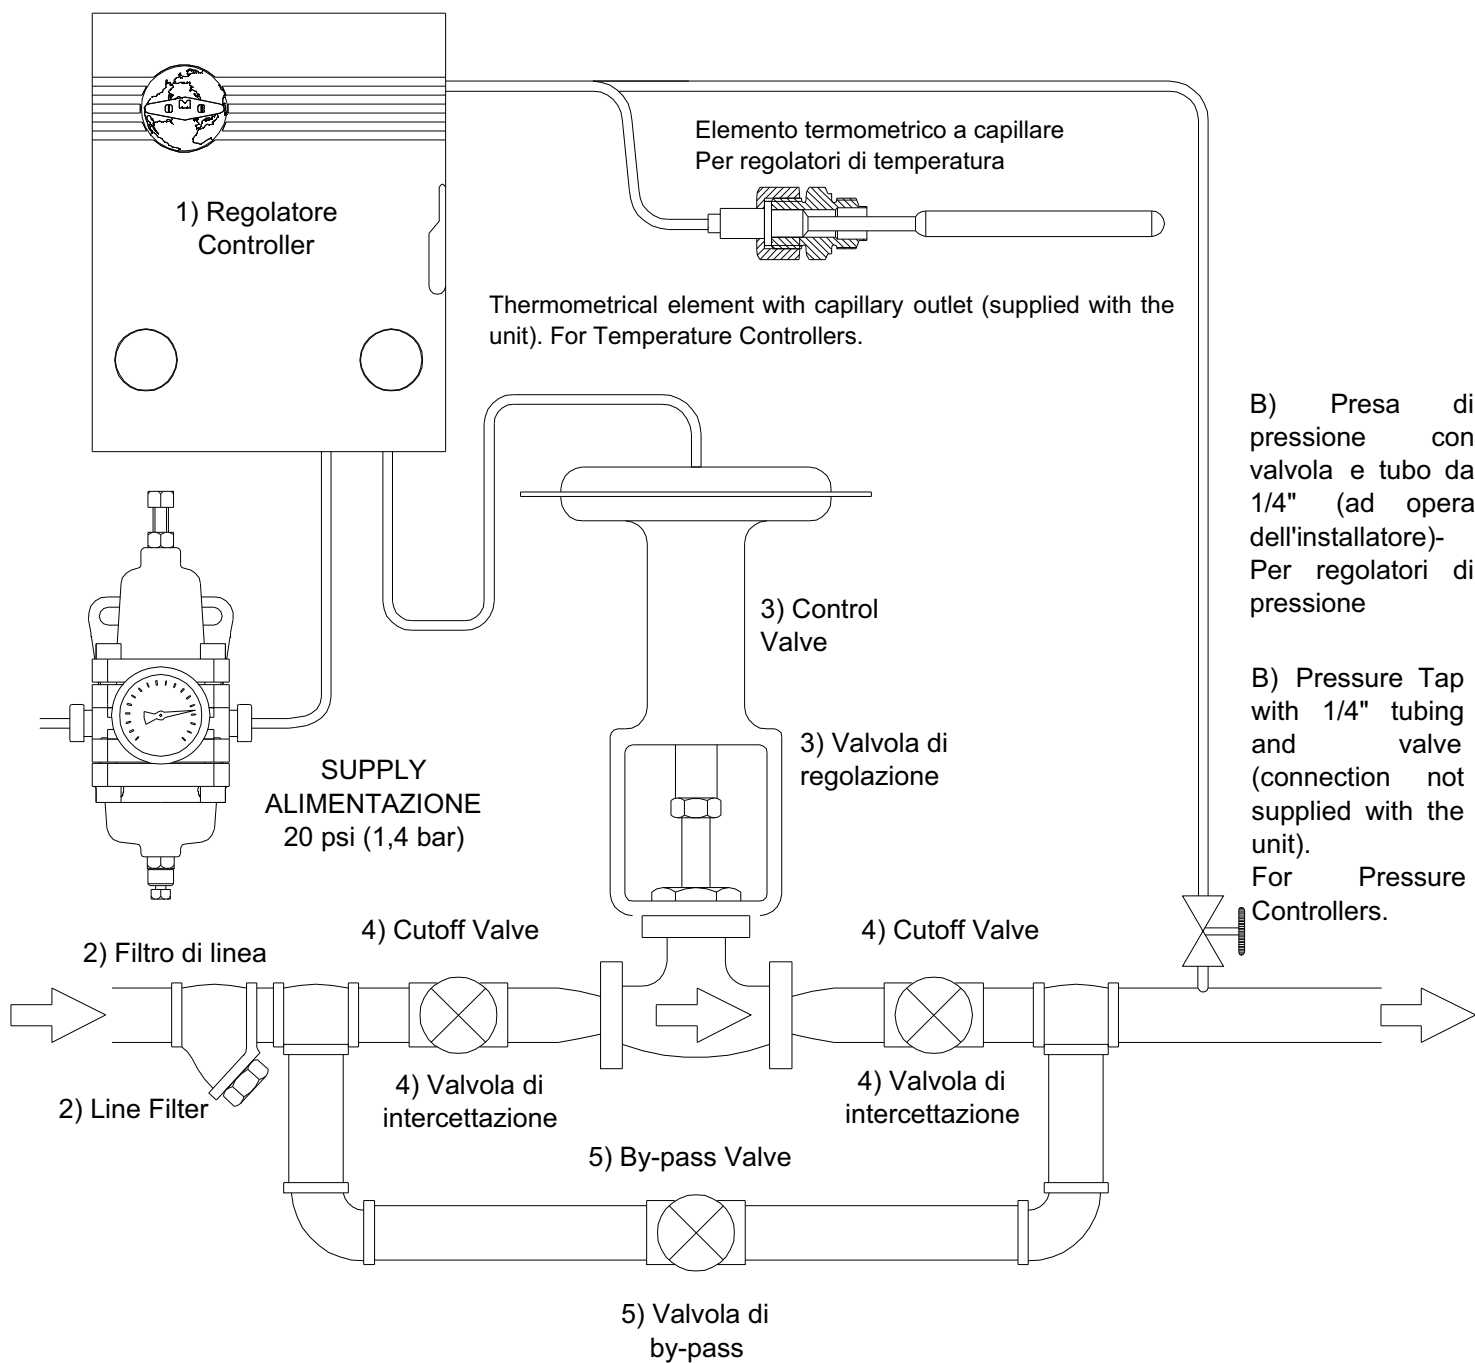 O M E
Elemento termometrico a capillare
Per regolatori di temperatura
1) Regolatore
Controller
Thermometrical element with capillary outlet (supplied with the
unit). For Temperature Controllers.
B) Presa di
pressione con
valvola e tubo da
1/4" (ad opera
dell'installatore)-
Per regolatori di
pressione
3) Control
Valve
B) Pressure Tap
with 1/4" tubing
and valve
(connection not
supplied with the
unit).
For Pressure
Controllers.
3) Valvola di
regolazione
SUPPLY
ALIMENTAZIONE
20 psi (1,4 bar)
4) Cutoff Valve
4) Cutoff Valve
2) Filtro di linea
2) Line Filter
4) Valvola di
intercettazione
4) Valvola di
intercettazione
5) By-pass Valve
5) Valvola di
by-pass